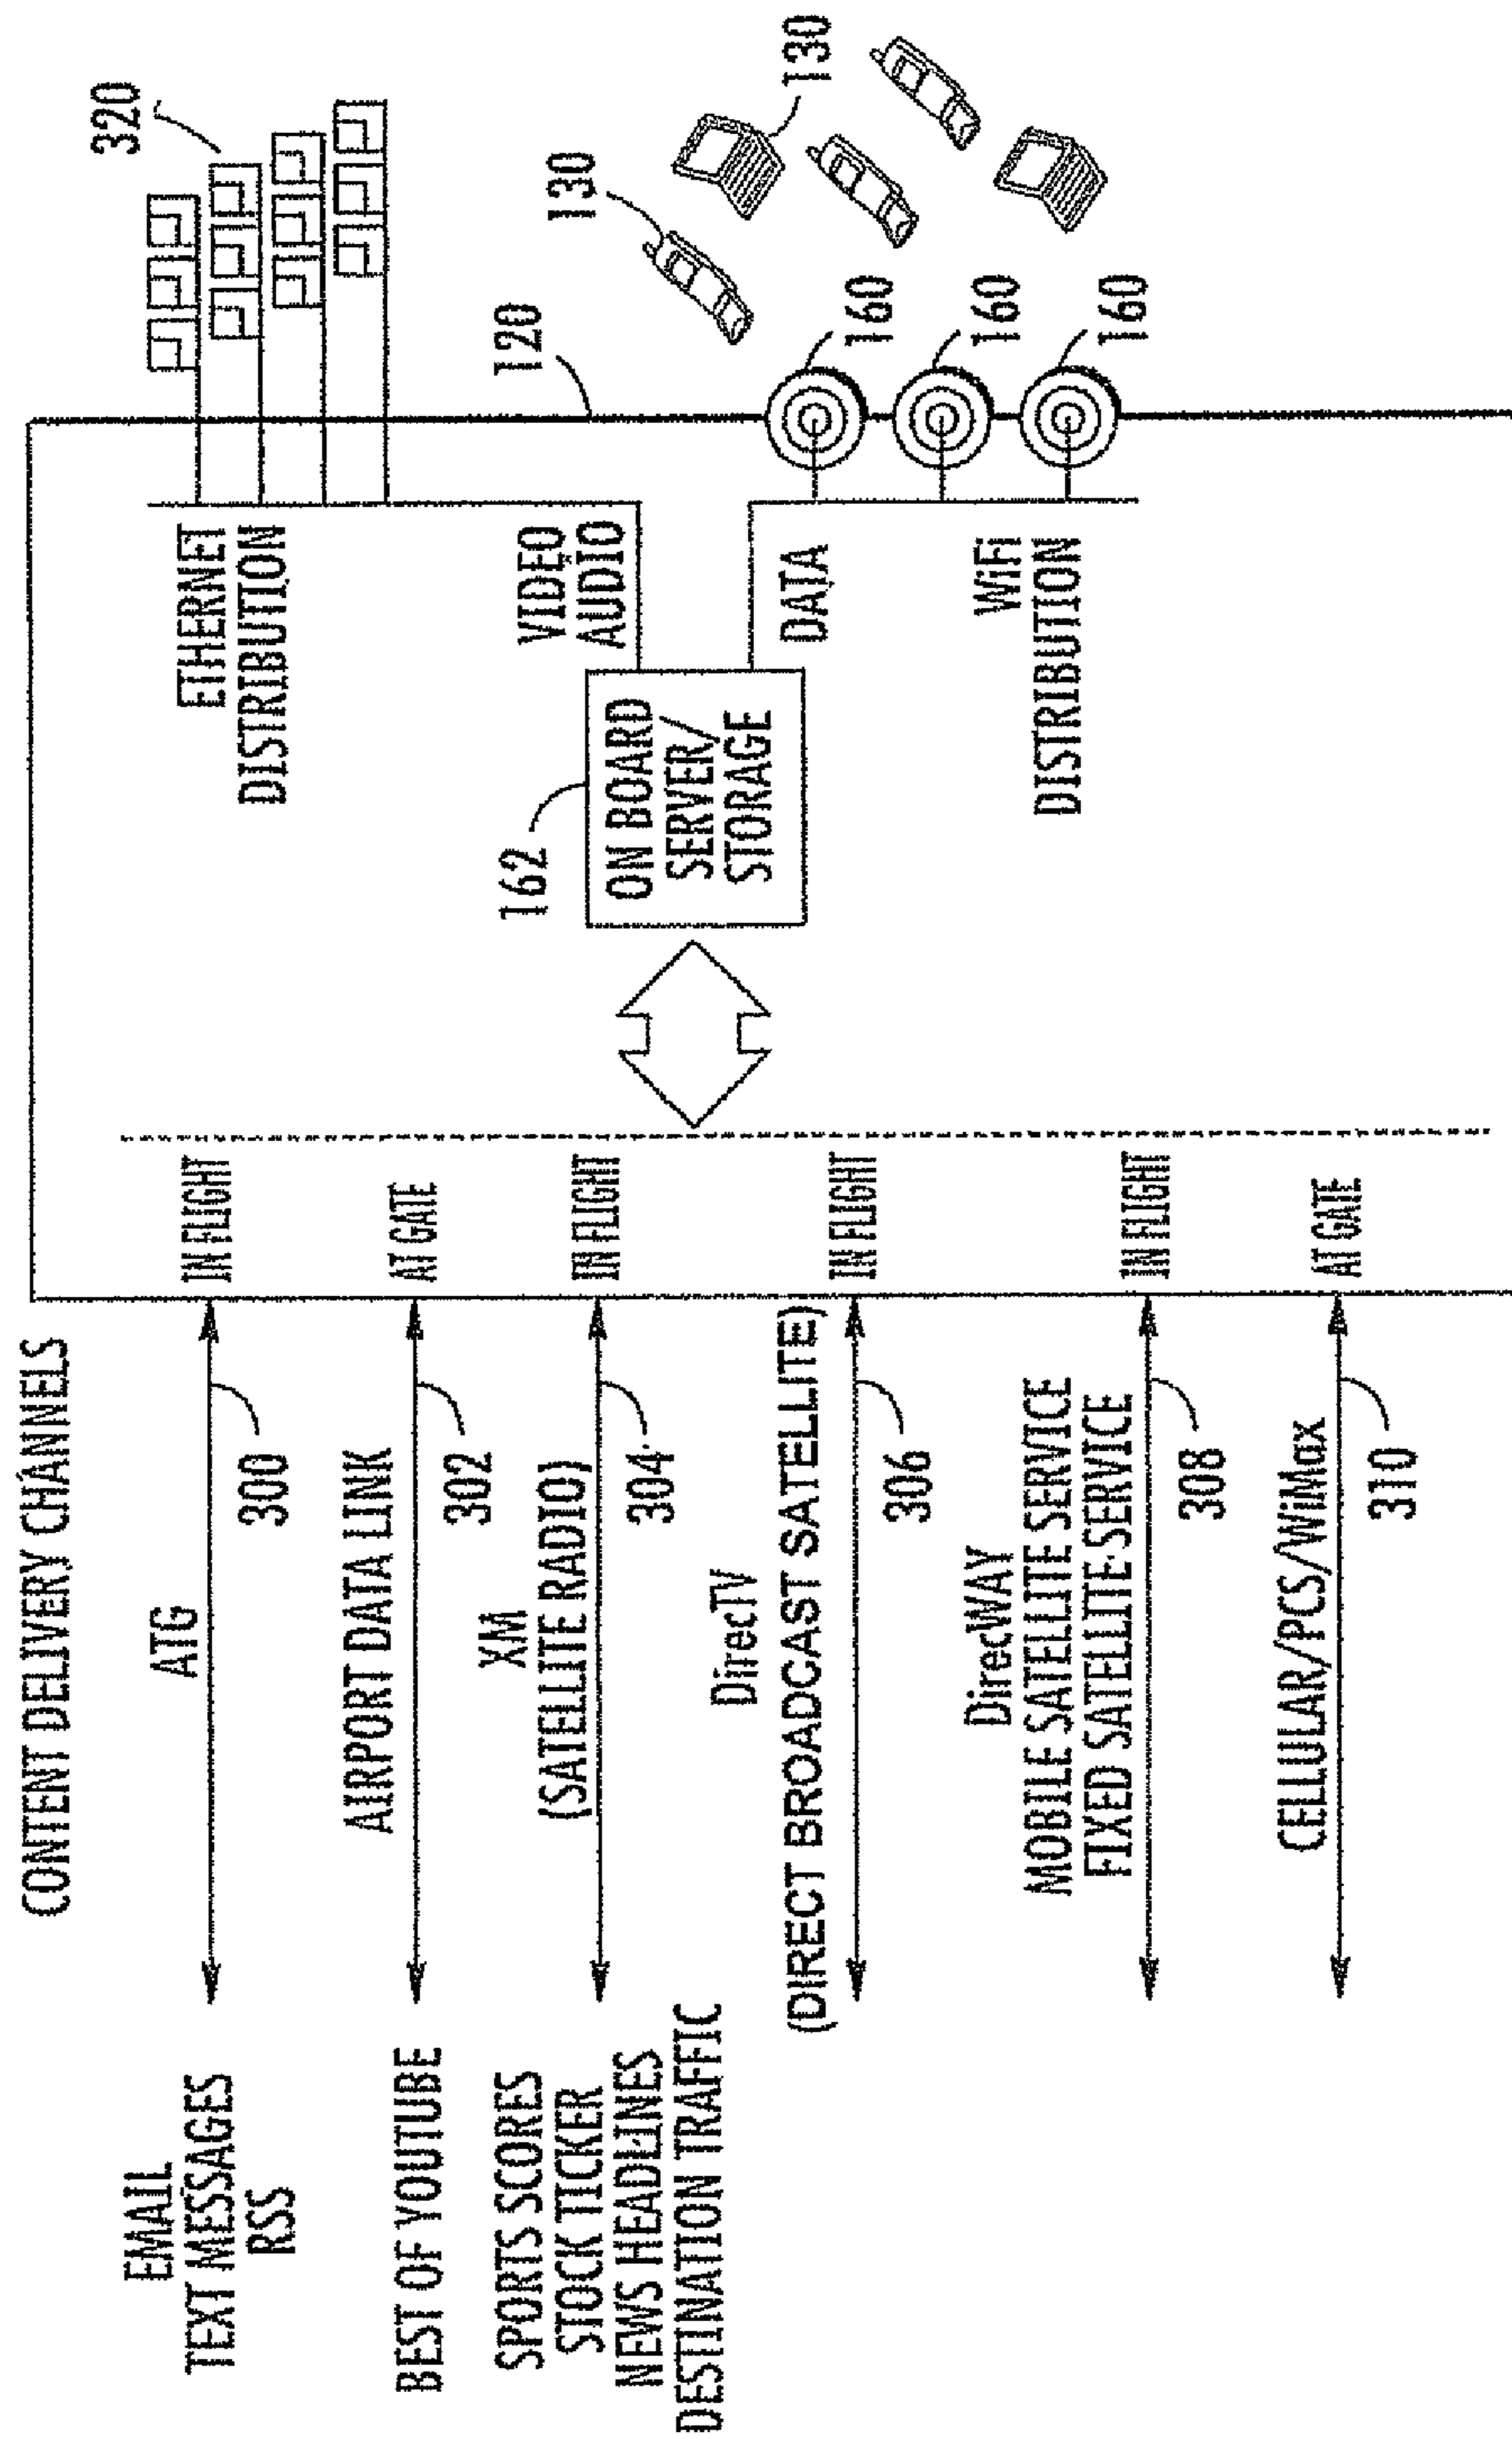 CONTENT DELIVERY CHANNELS
EMAIL
TEXT MESSAGES
RSS
ATG
300
IN FLIGHT
BEST OF YOUTUBE
AIRPORT DATA LINK
302
AT GATE
SPORTS SCORES
STOCK TICKER
NEWS HEADLINES
DESTINATION TRAFFIC
XM
(SATELLITE RADIO)
304
IN FLIGHT
DirecTV
(DIRECT BROADCAST SATELLITE)
306
IN FLIGHT
DirecWAY
MOBILE SATELLITE SERVICE
FIXED SATELLITE SERVICE
308
IN FLIGHT
CELLULAR/PCS/WiMax
310
AT GATE
162
ON BOARD
SERVER/
STORAGE
ETHERNET
DISTRIBUTION
VIDEO
AUDIO
DATA
WiFi
DISTRIBUTION
320
120
130
130
160
160
160